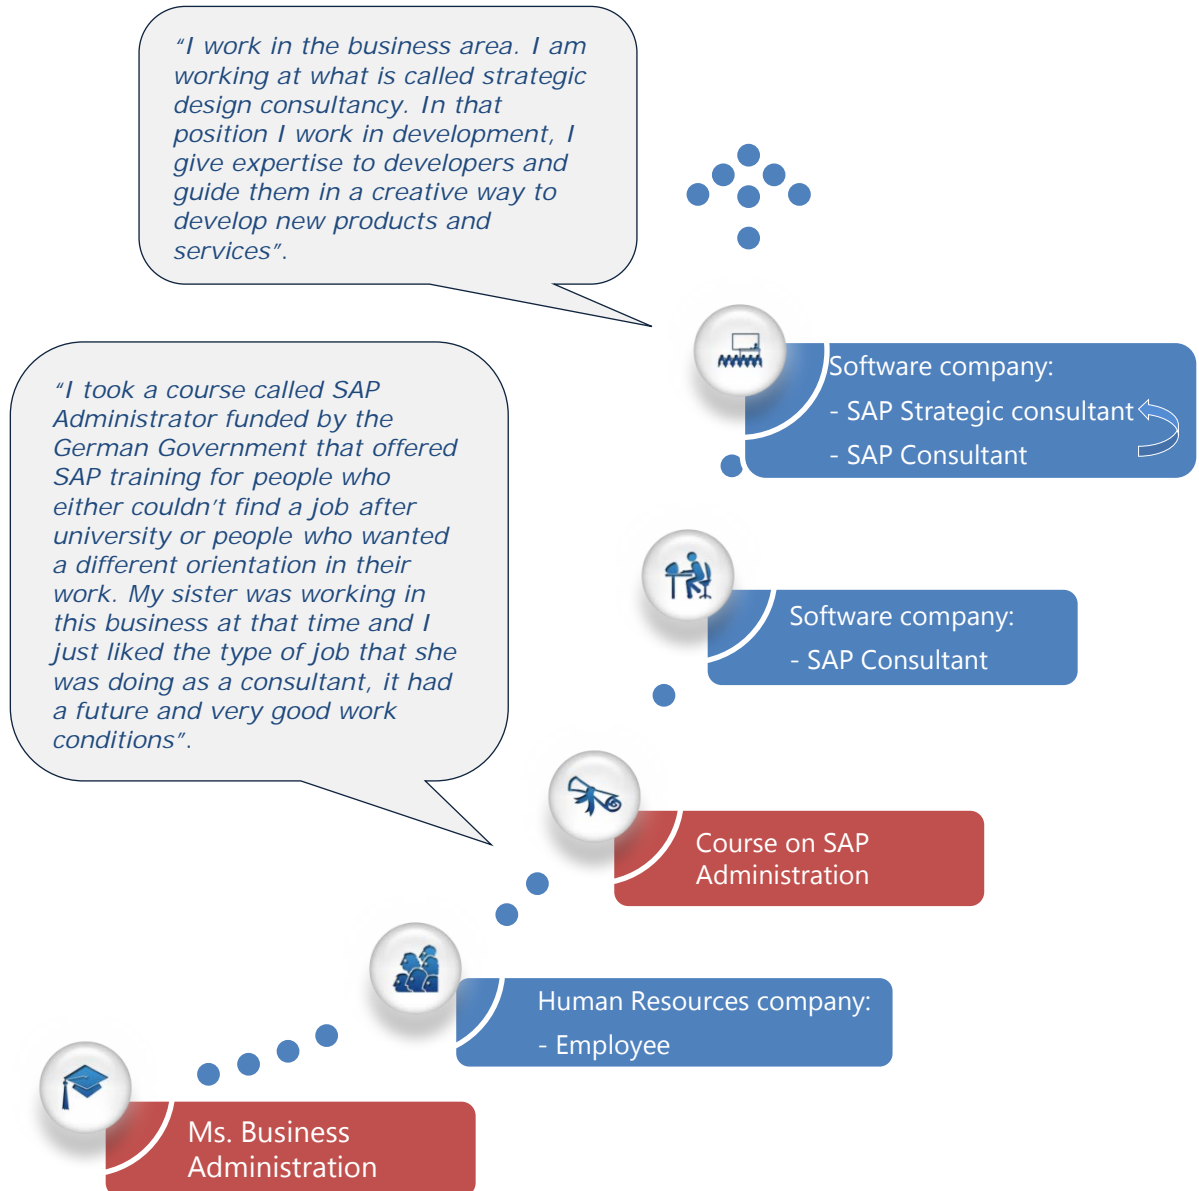 “I work in the business area. I am
working at what is called strategic
design consultancy. In that
position I work in development, I
give expertise to developers and
guide them in a creative way to
develop new products and
services”.
Software company:
- SAP Strategic consultant
- SAP Consultant
“I took a course called SAP
Administrator funded by the
German Government that offered
SAP training for people who
either couldn’t find a job after
university or people who wanted
a different orientation in their
work. My sister was working in
this business at that time and I
just liked the type of job that she
was doing as a consultant, it had
a future and very good work
conditions”.
Software company:
- SAP Consultant
Course on SAP
Administration
Human Resources company:
- Employee
Ms. Business
Administration